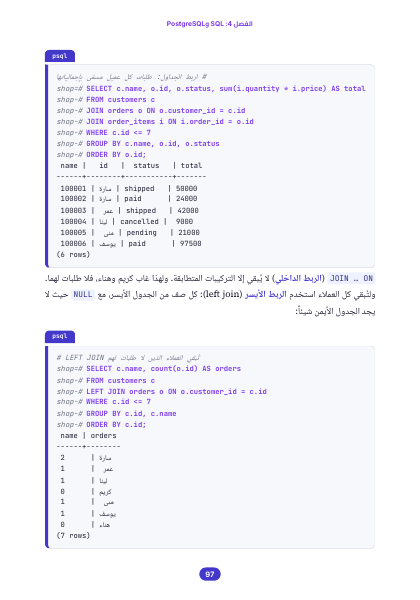 الفصل 4: SQL و PostgreSQL
psql
# اربط الجداول: طلبات كل عميل مسمّى بإجمالياتها
shop=# SELECT c.name, o.id, o.status, sum(i.quantity * i.price) AS total
shop-# FROM customers c
shop-# JOIN orders o ON o.customer_id = c.id
shop-# JOIN order_items i ON i.order_id = o.id
shop-# WHERE c.id <= 7
shop-# GROUP BY c.name, o.id, o.status
shop-# ORDER BY o.id;
name | id | status | total
------+--------+-----------+-------
سارة | 100001 | shipped | 50000
سارة | 100002 | paid | 24000
عمر | 100003 | shipped | 42000
لينا | 100004 | cancelled | 9000
منى | 100005 | pending | 21000
يوسف | 100006 | paid | 97500
(6 rows)
JOIN … ON (الربط الداخلي) لا يُبقي إلا التركيبات المتطابقة. ولهذا غاب كريم وهناء، فلا طلبات لهما.
ولتُبقي كل العملاء استخدم الربط الأيسر (left join): كل صف من الجدول الأيسر، مع NULL حيث لا
يجد الجدول الأيمن شيئاً:
psql
# LEFT JOIN تُبقي العملاء الذين لا طلبات لهم
shop=# SELECT c.name, count(o.id) AS orders
shop-# FROM customers c
shop-# LEFT JOIN orders o ON o.customer_id = c.id
shop-# WHERE c.id <= 7
shop-# GROUP BY c.id, c.name
shop-# ORDER BY c.id;
name | orders
------+--------
سارة | 2
عمر | 1
لينا | 1
كريم | 0
منى | 1
يوسف | 1
هناء | 0
(7 rows)
97